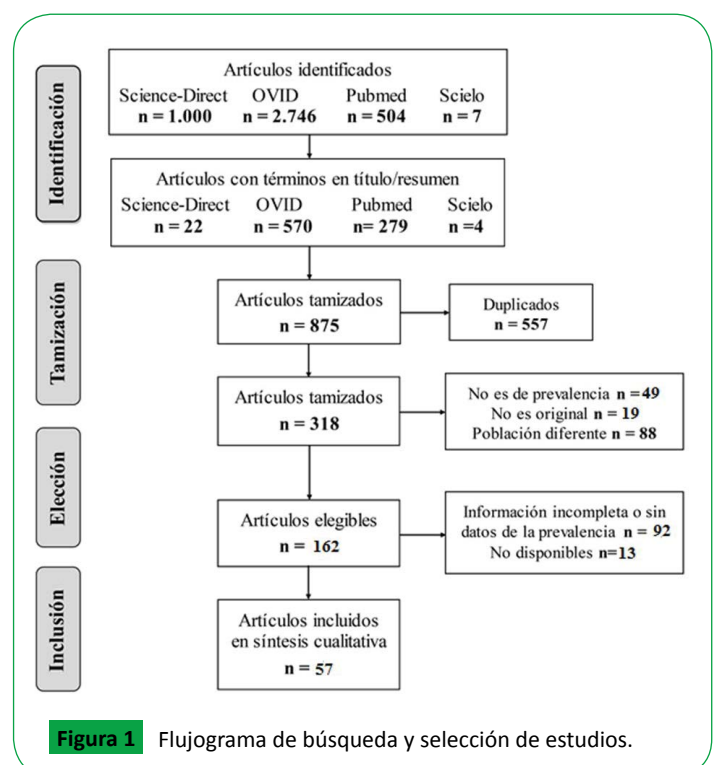 Identificación
Artículos identificados
Science-Direct OVID Pubmed Scielo
n = 1.000 n = 2.746 n = 504 n = 7
Artículos con términos en título/resumen
Science-Direct OVID Pubmed Scielo
n = 22 n = 570 n= 279 n =4
Tamización
Artículos tamizados
n = 875
Duplicados
n = 557
Artículos tamizados
n = 318
No es de prevalencia n =49
No es original n = 19
Población diferente n = 88
Elección
Artículos elegibles
n = 162
Información incompleta o sin
datos de la prevalencia n = 92
No disponibles n=13
Inclusión
Artículos incluidos
en síntesis cualitativa
n = 57
Figura 1 Flujograma de búsqueda y selección de estudios.